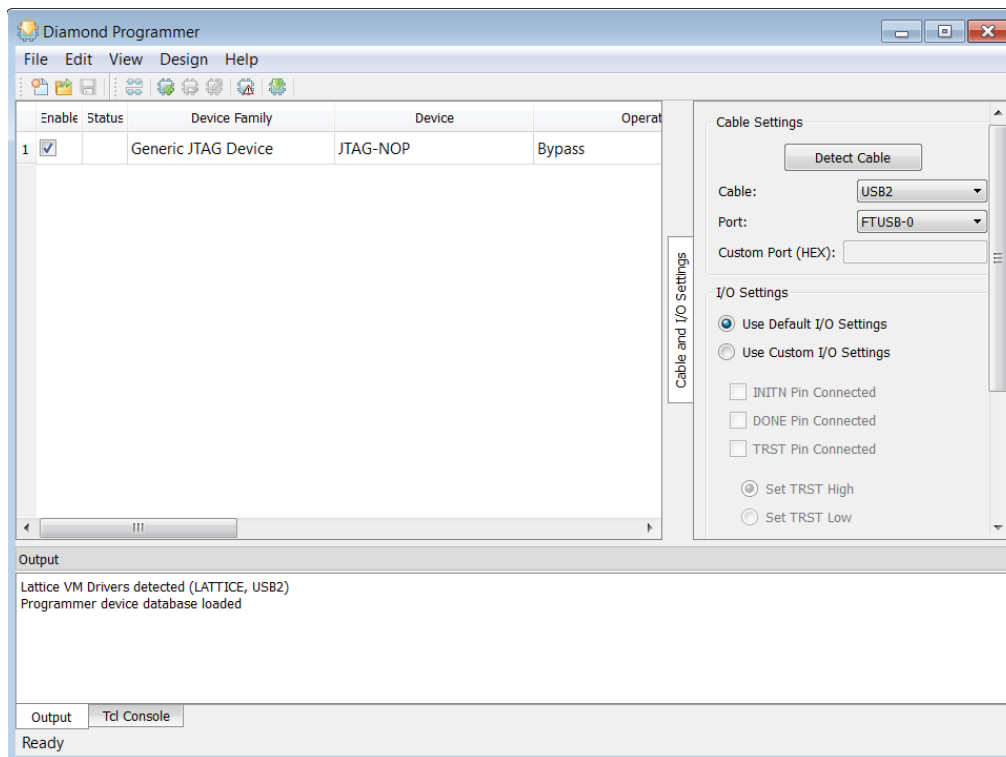 Diamond Programmer
File Edit View Design Help
Enable Status Device Family Device Operat
1 Generic JTAG Device JTAG-NOP Bypass
Cable and I/O Settings
Cable Settings
Detect Cable
Cable: USB2
Port: FTUSB-0
Custom Port (HEX):
I/O Settings
Use Default I/O Settings
Use Custom I/O Settings
INITN Pin Connected
DONE Pin Connected
TRST Pin Connected
Set TRST High
Set TRST Low
Output
Lattice VM Drivers detected (LATTICE, USB2)
Programmer device database loaded
Output Tcl Console
Ready